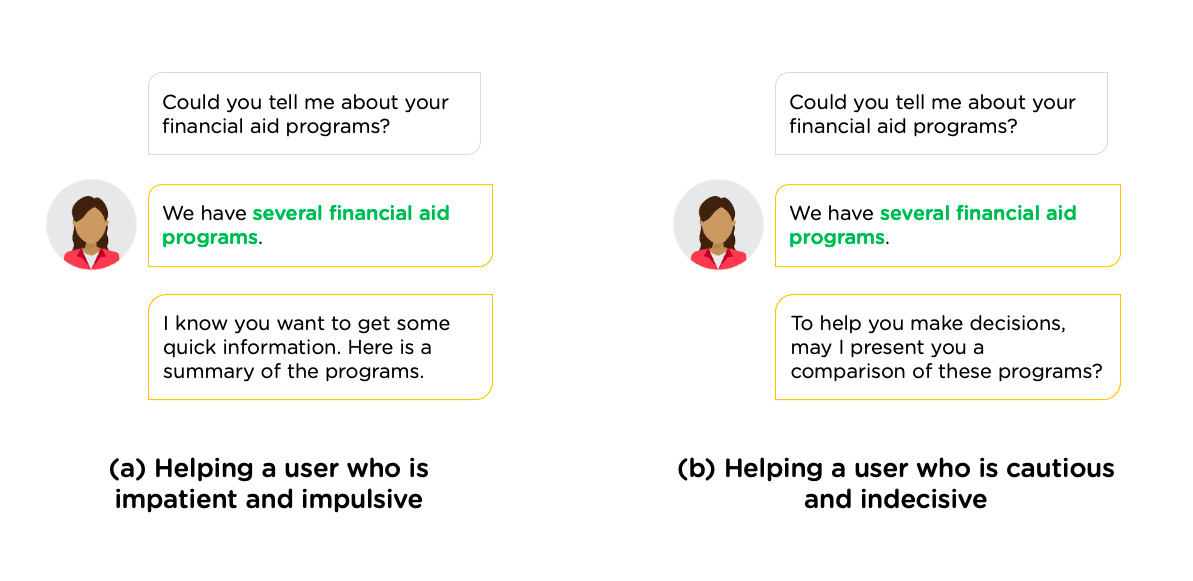 Could you tell me about your
financial aid programs?
We have several financial aid
programs.
I know you want to get some
quick information. Here is a
summary of the programs.
(a) Helping a user who is
impatient and impulsive
Could you tell me about your
financial aid programs?
We have several financial aid
programs.
To help you make decisions,
may I present you a
comparison of these programs?
(b) Helping a user who is cautious
and indecisive